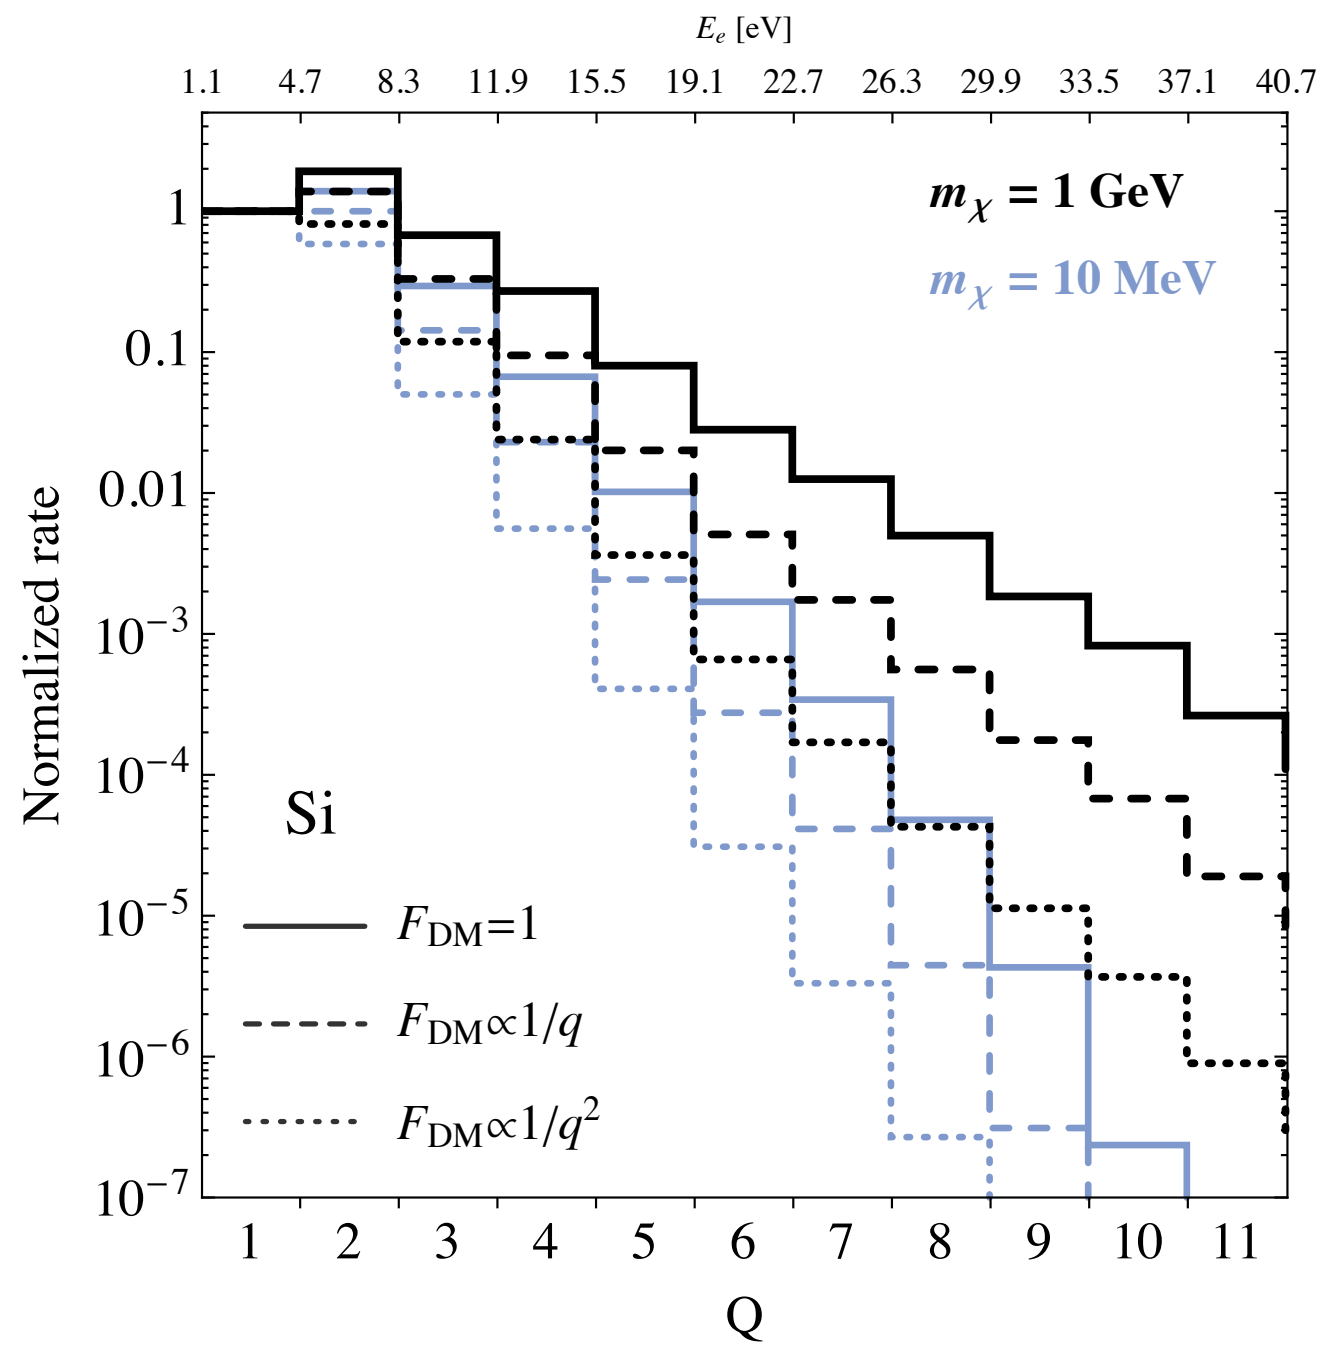 E_e [eV]
1.1 4.7 8.3 11.9 15.5 19.1 22.7 26.3 29.9 33.5 37.1 40.7
m_χ = 1 GeV
m_χ = 10 MeV
1
0.1
0.01
10⁻³
10⁻⁴
10⁻⁵
10⁻⁶
10⁻⁷
Normalized rate
Si
F_DM=1
F_DM∝1/q
F_DM∝1/q²
1 2 3 4 5 6 7 8 9 10 11
Q